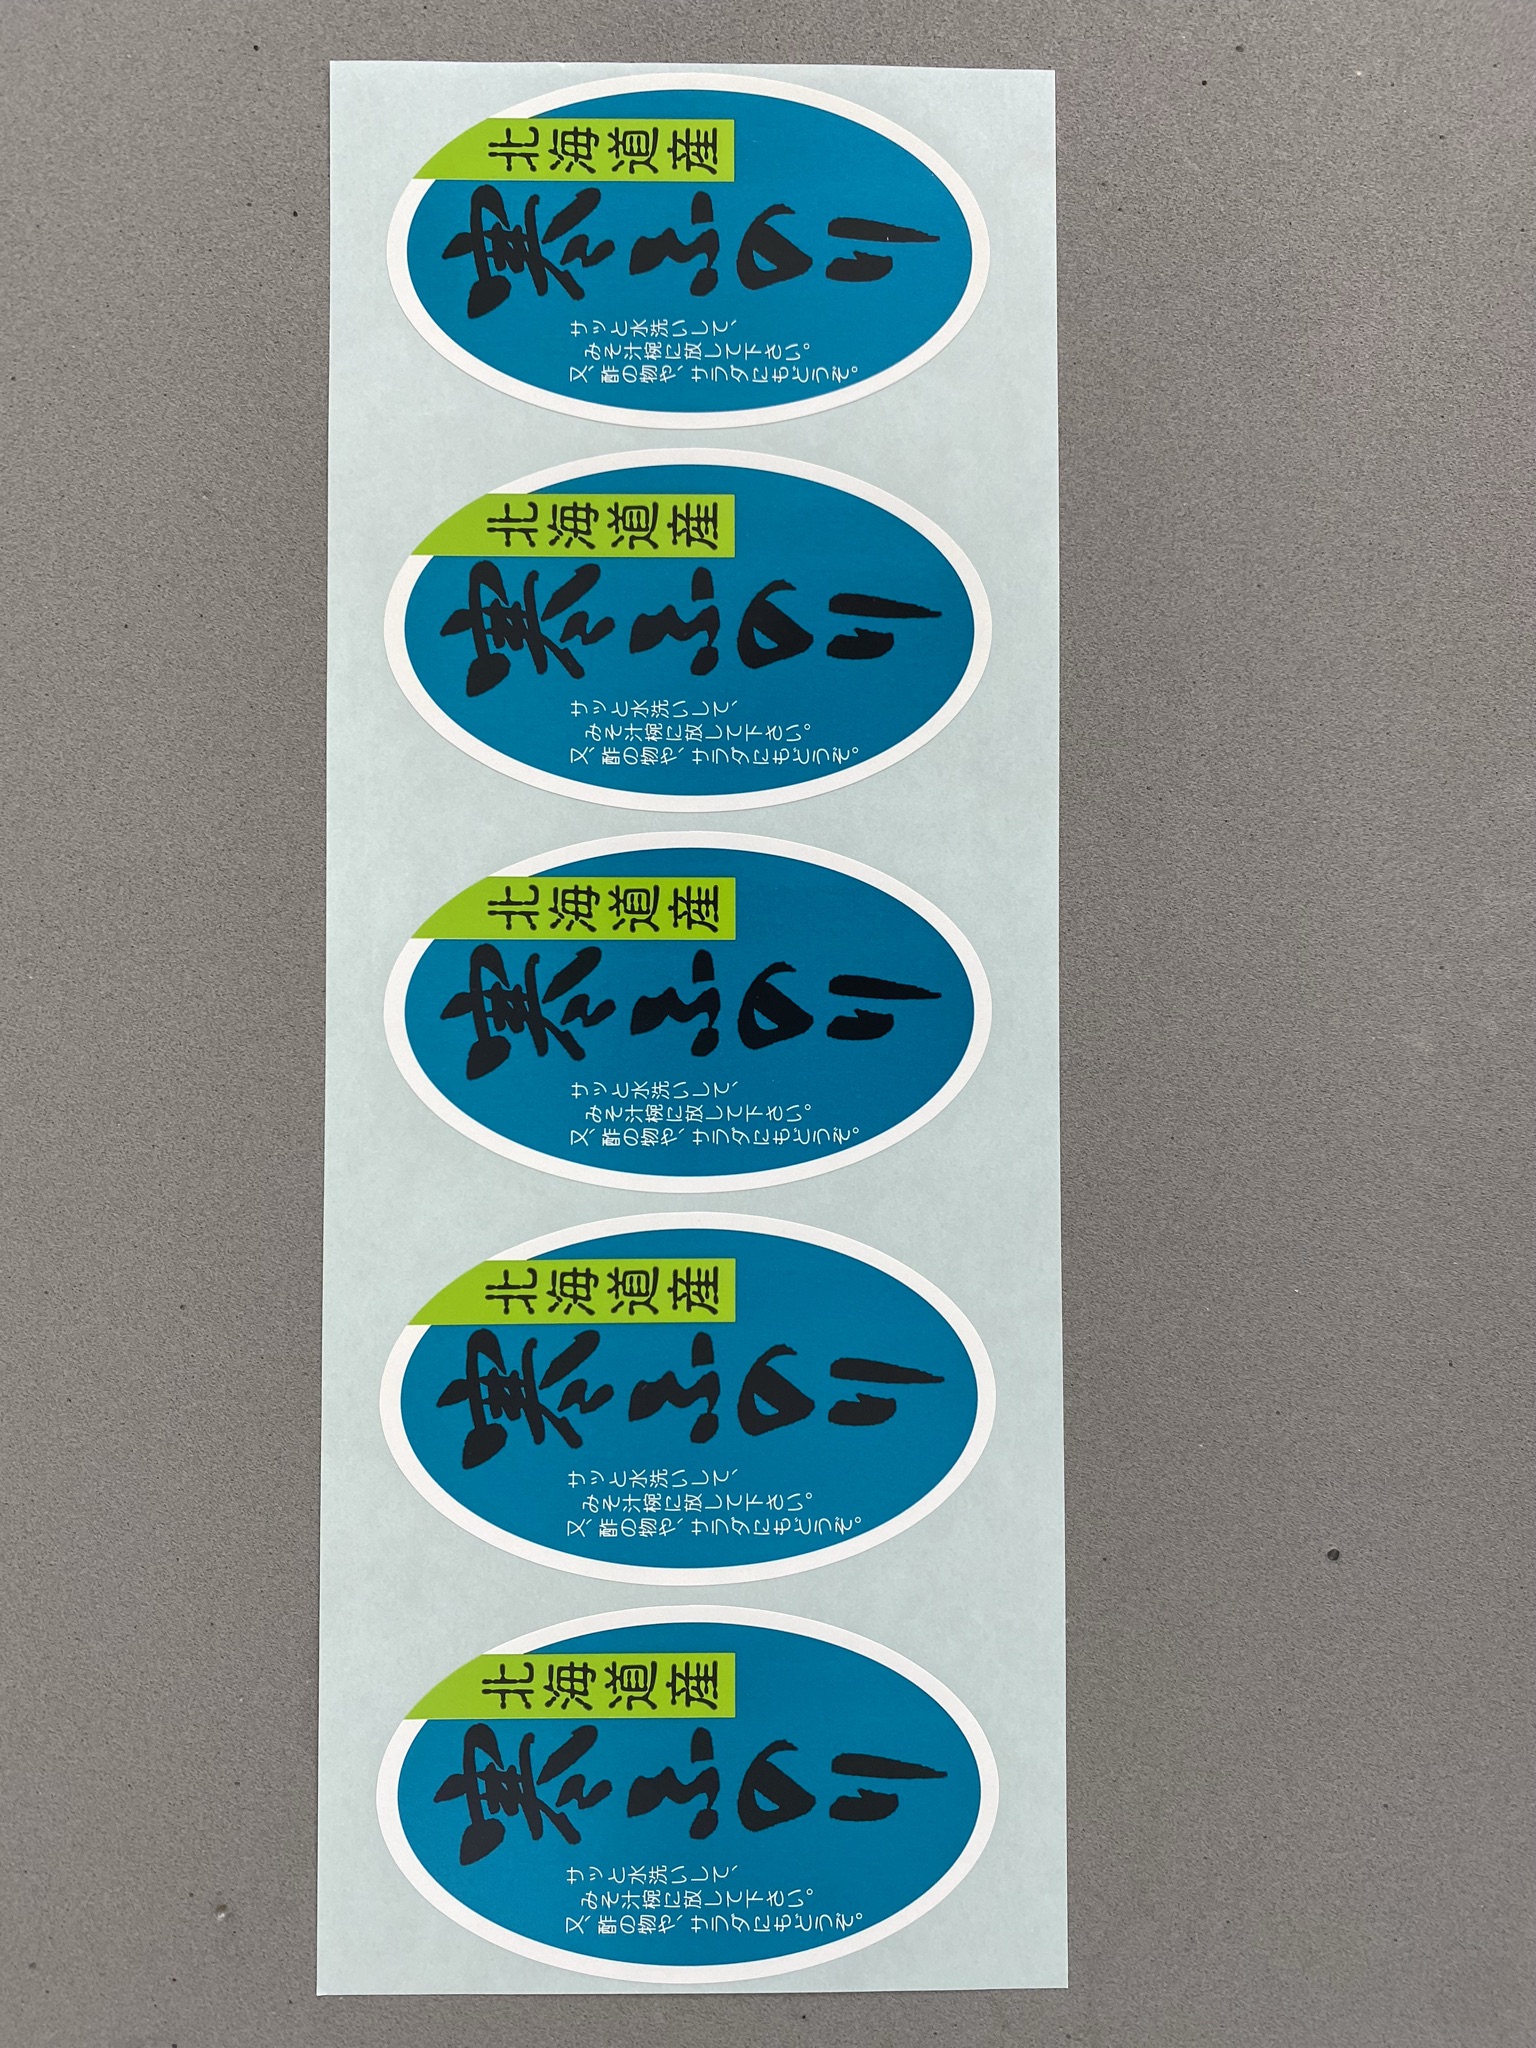 北海道産
寒ふのり
サッと水洗いして、
みそ汁椀に放して下さい。
又、酢の物や、サラダにもどうぞ。
北海道産
寒ふのり
サッと水洗いして、
みそ汁椀に放して下さい。
又、酢の物や、サラダにもどうぞ。
北海道産
寒ふのり
サッと水洗いして、
みそ汁椀に放して下さい。
又、酢の物や、サラダにもどうぞ。
北海道産
寒ふのり
サッと水洗いして、
みそ汁椀に放して下さい。
又、酢の物や、サラダにもどうぞ。
北海道産
寒ふのり
サッと水洗いして、
みそ汁椀に放して下さい。
又、酢の物や、サラダにもどうぞ。